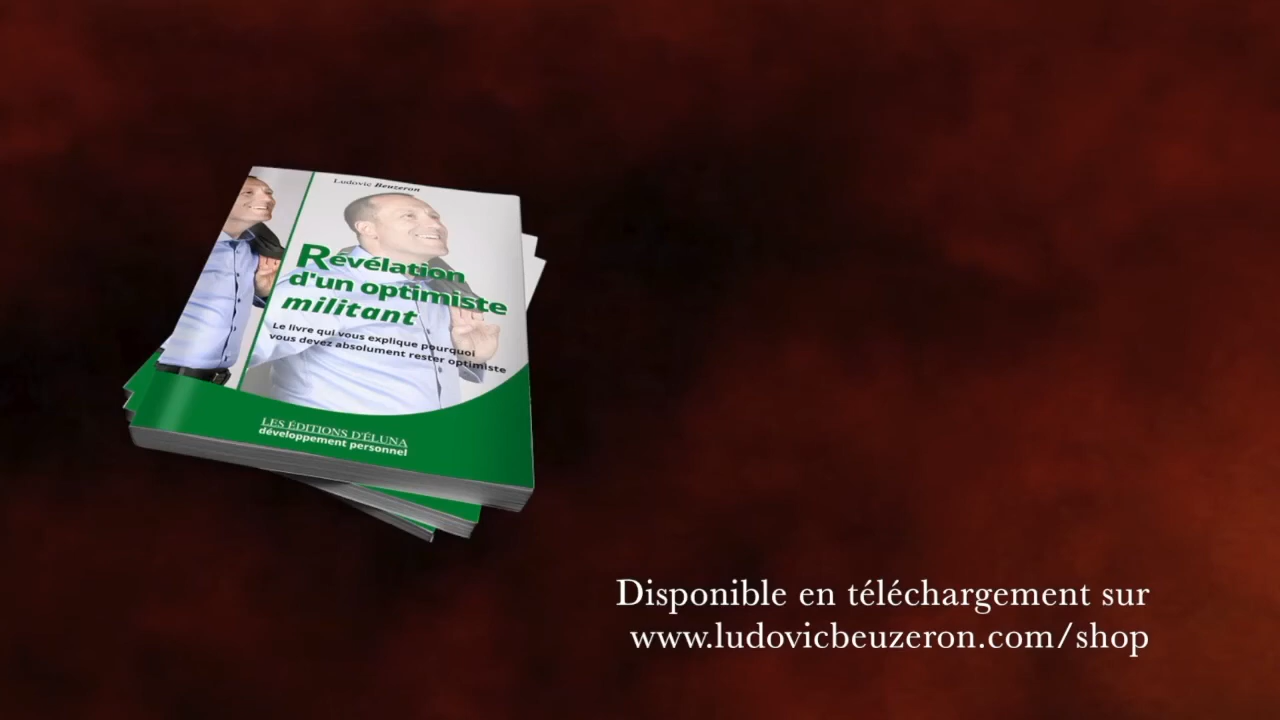 Ludovic Beuzeron
Révélation
d'un optimiste
militant
Le livre qui vous explique pourquoi
vous devez absolument rester optimiste
LES ÉDITIONS D'ÉLUNA
développement personnel
Disponible en téléchargement sur
www.ludovicbeuzeron.com/shop